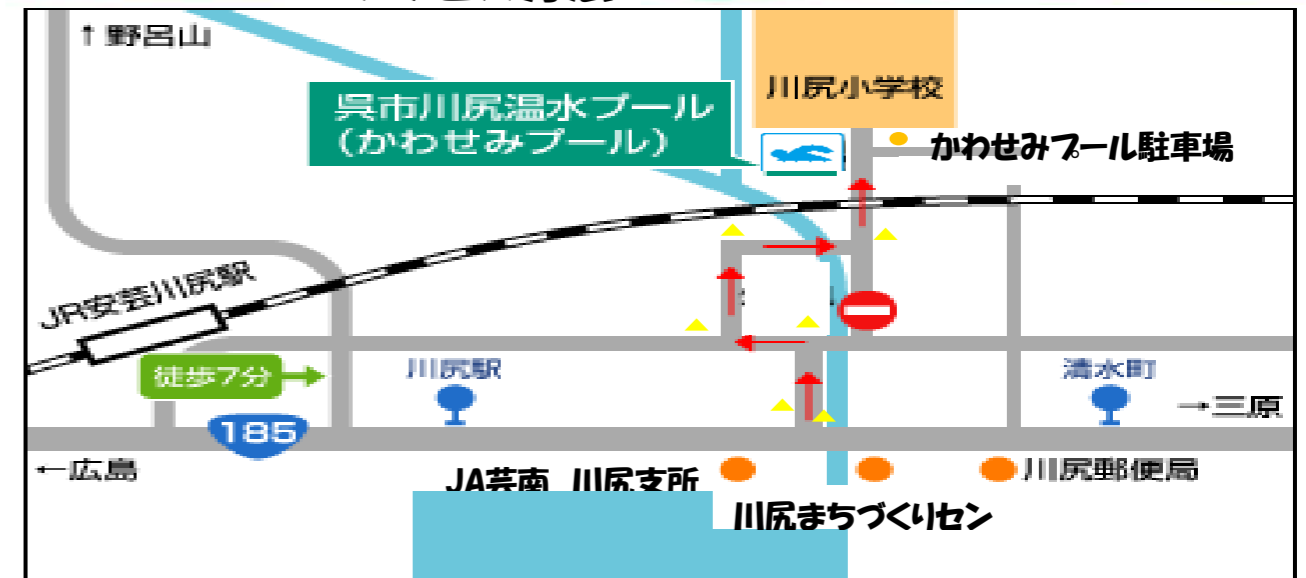 ↑野呂山
川尻小学校
呉市川尻温水プール
(かわせみプール)
かわせみプール駐車場
JR安芸川尻駅
徒歩7分→
川尻駅
清水町
→三原
185
←広島
JA芸南 川尻支所
川尻郵便局
川尻まちづくりセン